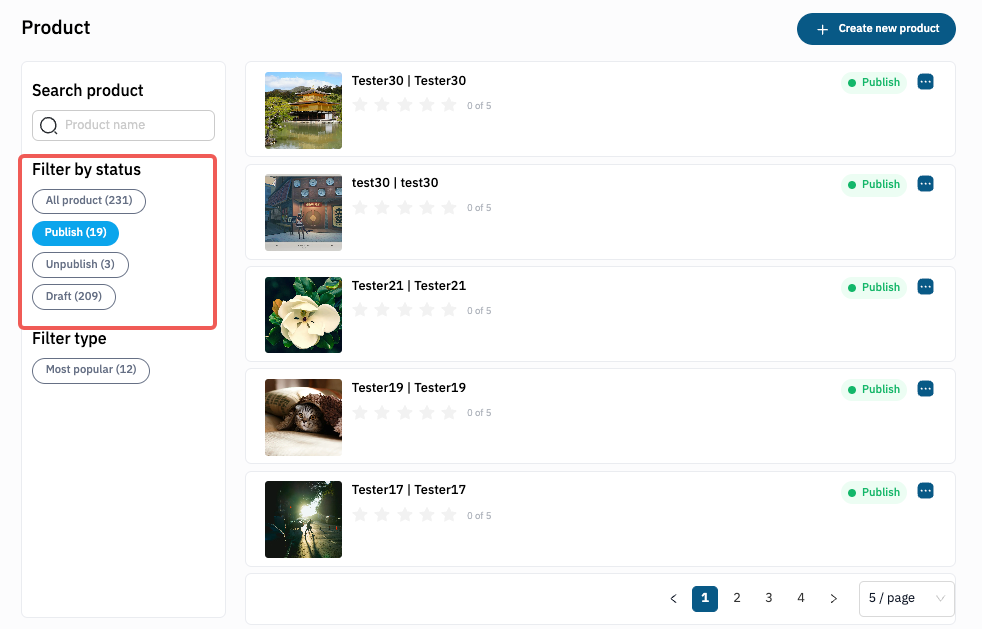 Product
Create new product
Search product
Product name
Filter by status
All product (231)
Publish (19)
Unpublish (3)
Draft (209)
Filter type
Most popular (12)
Tester30 | Tester30
0 of 5
Publish
test30 | test30
0 of 5
Publish
Tester21 | Tester21
0 of 5
Publish
Tester19 | Tester19
0 of 5
Publish
Tester17 | Tester17
0 of 5
Publish
< 1 2 3 4 > 5 / page